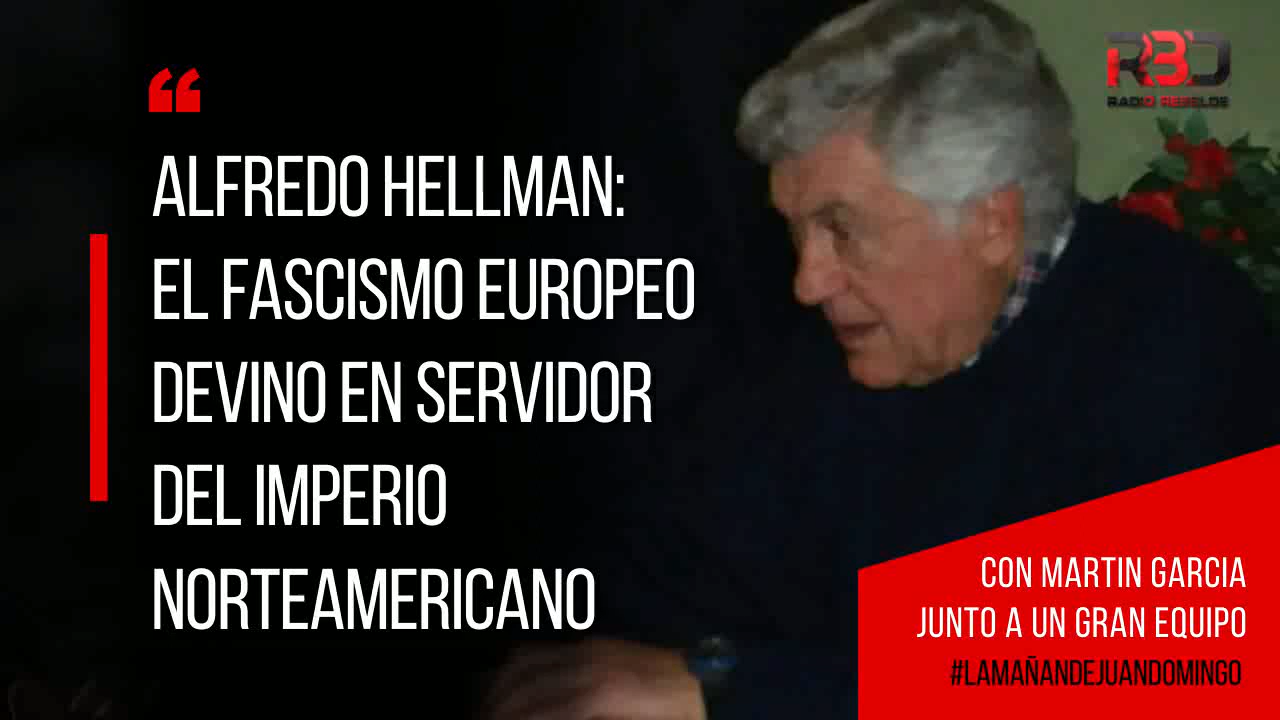 RBD
RADIO REBELDE
“
ALFREDO HELLMAN:
EL FASCISMO EUROPEO
DEVINO EN SERVIDOR
DEL IMPERIO
NORTEAMERICANO
CON MARTIN GARCIA
JUNTO A UN GRAN EQUIPO
#LAMAÑANDEJUANDOMINGO